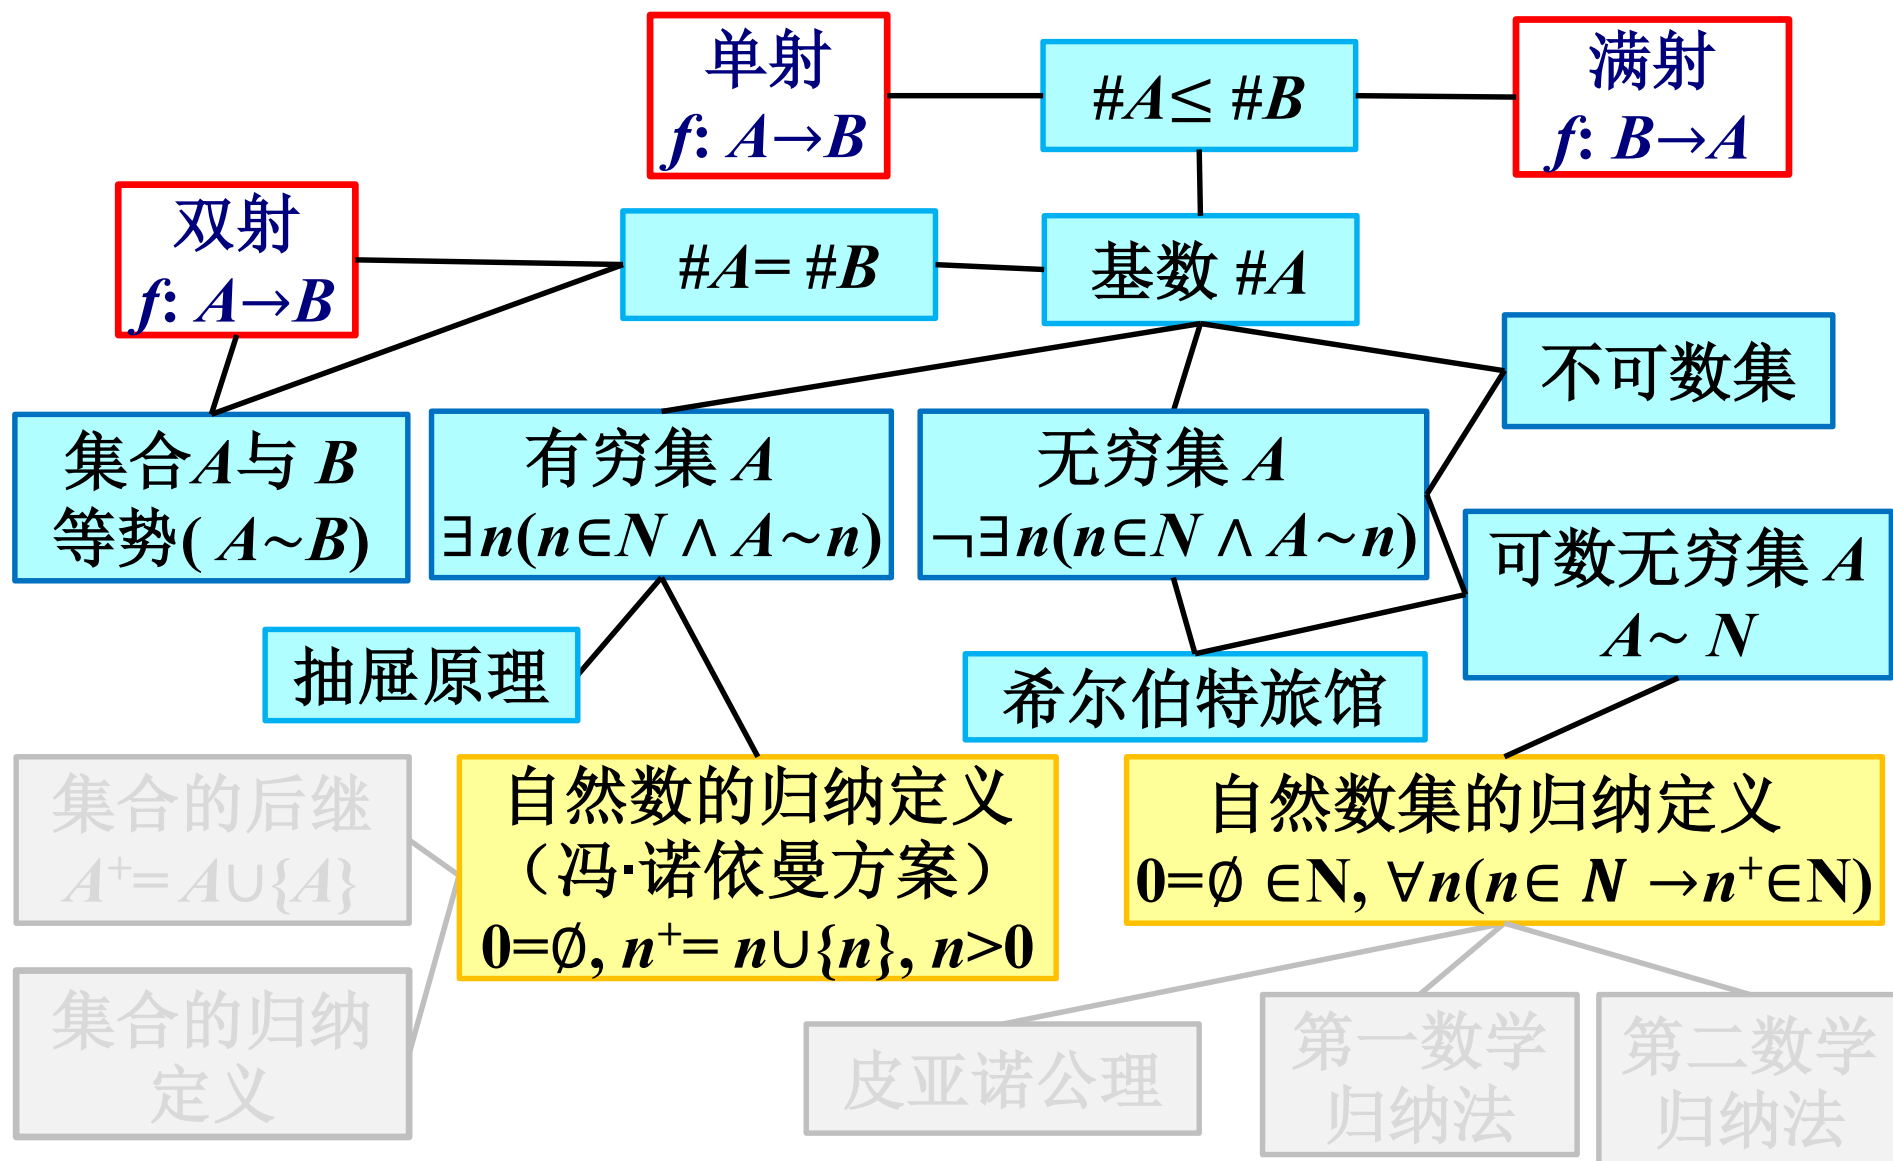 单射
f: A→B
#A≤ #B
满射
f: B→A
双射
f: A→B
#A= #B
基数 #A
不可数集
集合A与 B
等势( A~B)
有穷集 A
∃n(n∈N ∧ A~n)
无穷集 A
¬∃n(n∈N ∧ A~n)
可数无穷集 A
A~ N
抽屉原理
希尔伯特旅馆
集合的后继
A⁺= A∪{A}
自然数的归纳定义
（冯·诺依曼方案）
0=∅, n⁺= n∪{n}, n>0
自然数集的归纳定义
0=∅ ∈N, ∀n(n∈ N →n⁺∈N)
集合的归纳
定义
皮亚诺公理
第一数学
归纳法
第二数学
归纳法